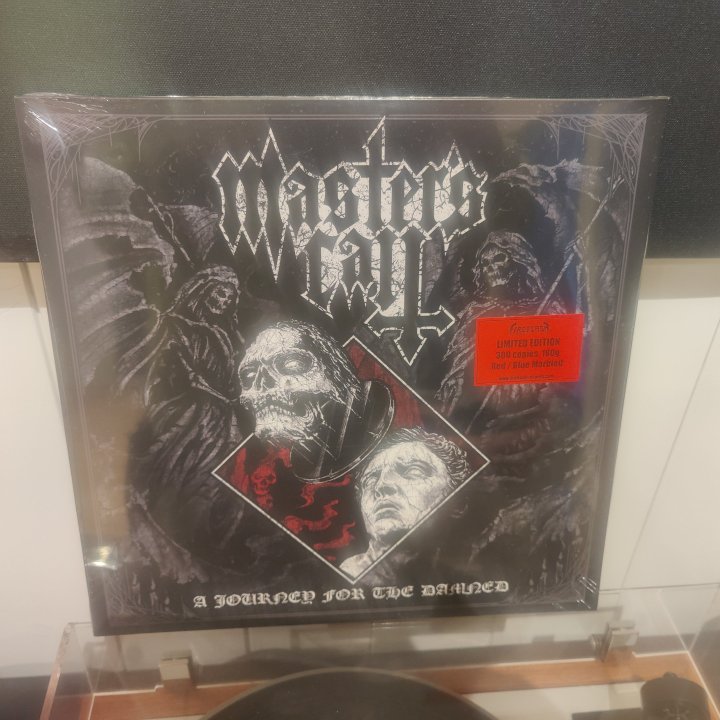 Master's
Call
LIMITED EDITION
300 copies, 180g
Red / Blue Marbled
A JOURNEY FOR THE DAMNED